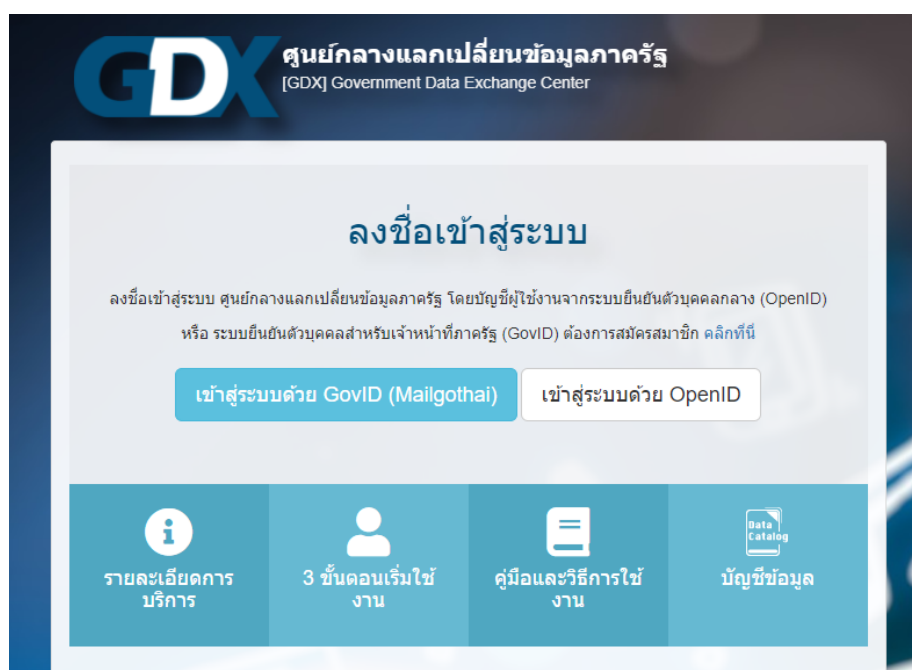 GDX
ศูนย์กลางแลกเปลี่ยนข้อมูลภาครัฐ
[GDX] Government Data Exchange Center
ลงชื่อเข้าสู่ระบบ
ลงชื่อเข้าสู่ระบบ ศูนย์กลางแลกเปลี่ยนข้อมูลภาครัฐ โดยบัญชีผู้ใช้งานจากระบบยืนยันตัวบุคคลกลาง (OpenID)
หรือ ระบบยืนยันตัวบุคคลสำหรับเจ้าหน้าที่ภาครัฐ (GovID) ต้องการสมัครสมาชิก คลิกที่นี่
เข้าสู่ระบบด้วย GovID (Mailgothai)
เข้าสู่ระบบด้วย OpenID
รายละเอียดการ
บริการ
3 ขั้นตอนเริ่มใช้
งาน
คู่มือและวิธีการใช้
งาน
Data
Catalog
บัญชีข้อมูล